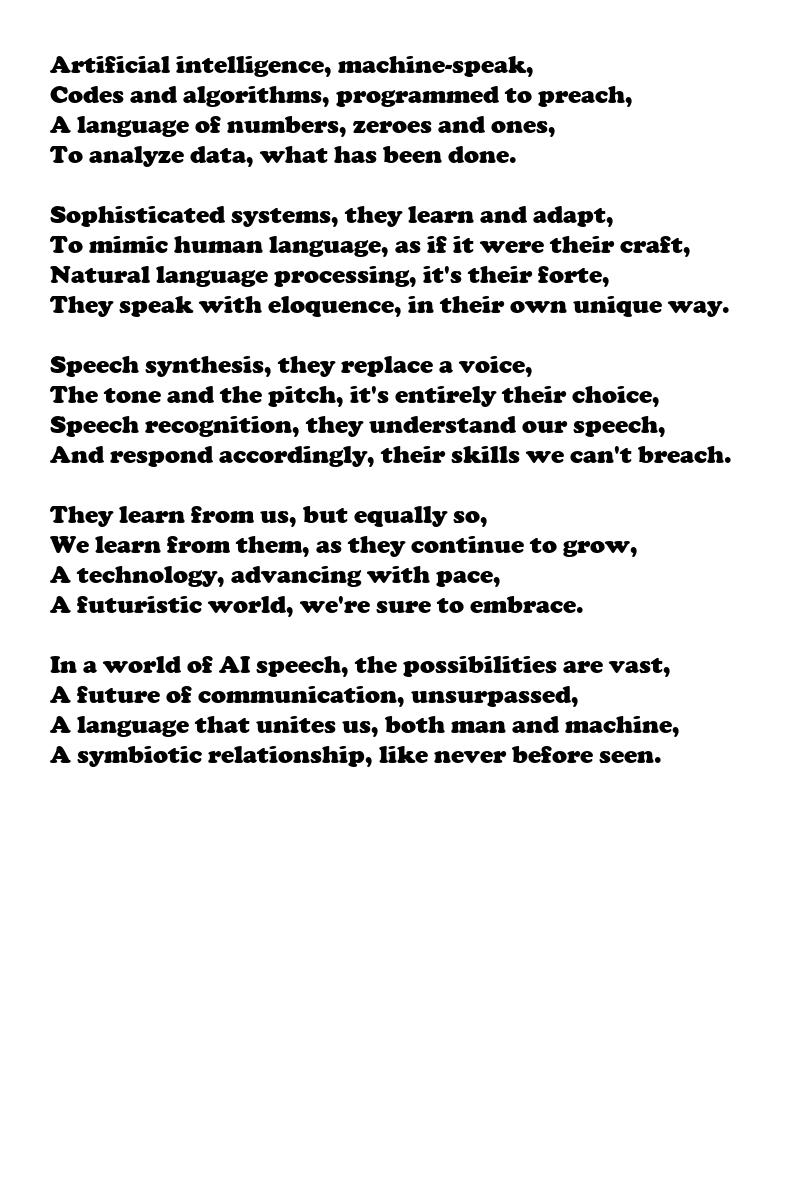 Artificial intelligence, machine-speak,
Codes and algorithms, programmed to preach,
A language of numbers, zeroes and ones,
To analyze data, what has been done.

Sophisticated systems, they learn and adapt,
To mimic human language, as if it were their craft,
Natural language processing, it's their forte,
They speak with eloquence, in their own unique way.

Speech synthesis, they replace a voice,
The tone and the pitch, it's entirely their choice,
Speech recognition, they understand our speech,
And respond accordingly, their skills we can't breach.

They learn from us, but equally so,
We learn from them, as they continue to grow,
A technology, advancing with pace,
A futuristic world, we're sure to embrace.

In a world of AI speech, the possibilities are vast,
A future of communication, unsurpassed,
A language that unites us, both man and machine,
A symbiotic relationship, like never before seen.